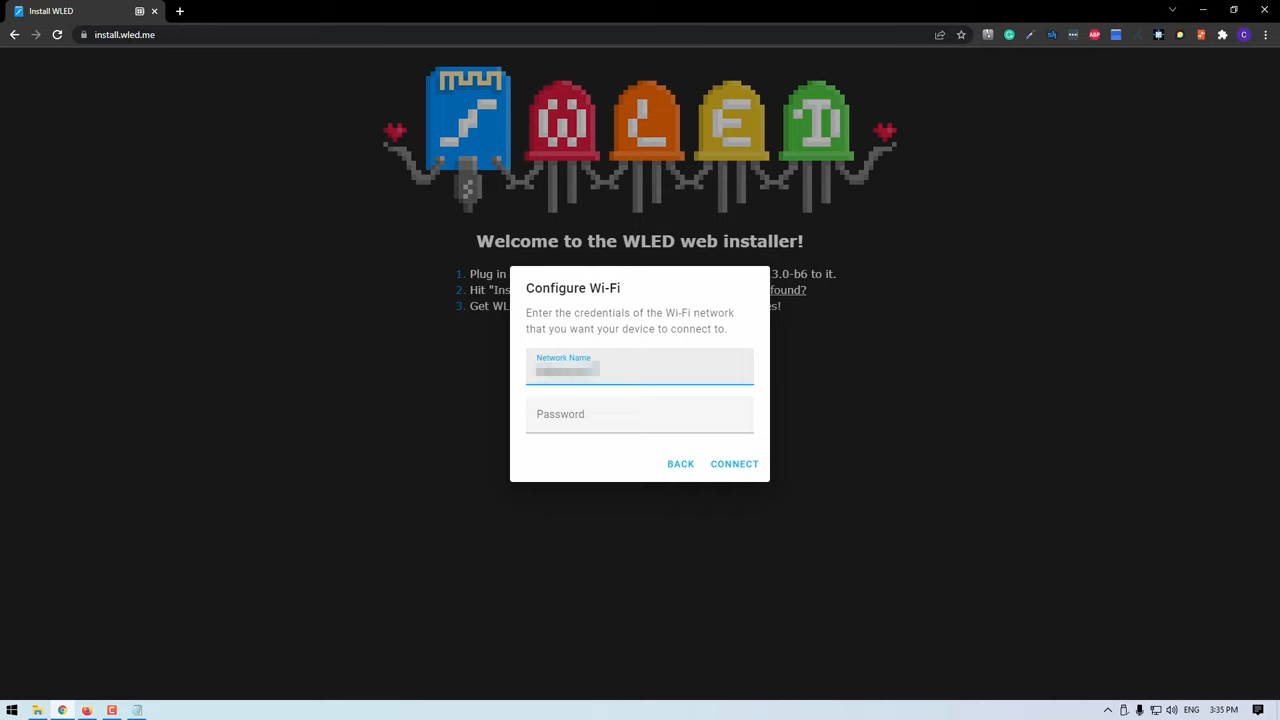 Install WLED
install.wled.me
WLED
Welcome to the WLED web installer!
1. Plug in 3.0-b6 to it.
2. Hit "Ins found?
3. Get WL es!
Configure Wi-Fi
Enter the credentials of the Wi-Fi network
that you want your device to connect to.
Network Name
Password
BACK CONNECT
ENG 3:35 PM